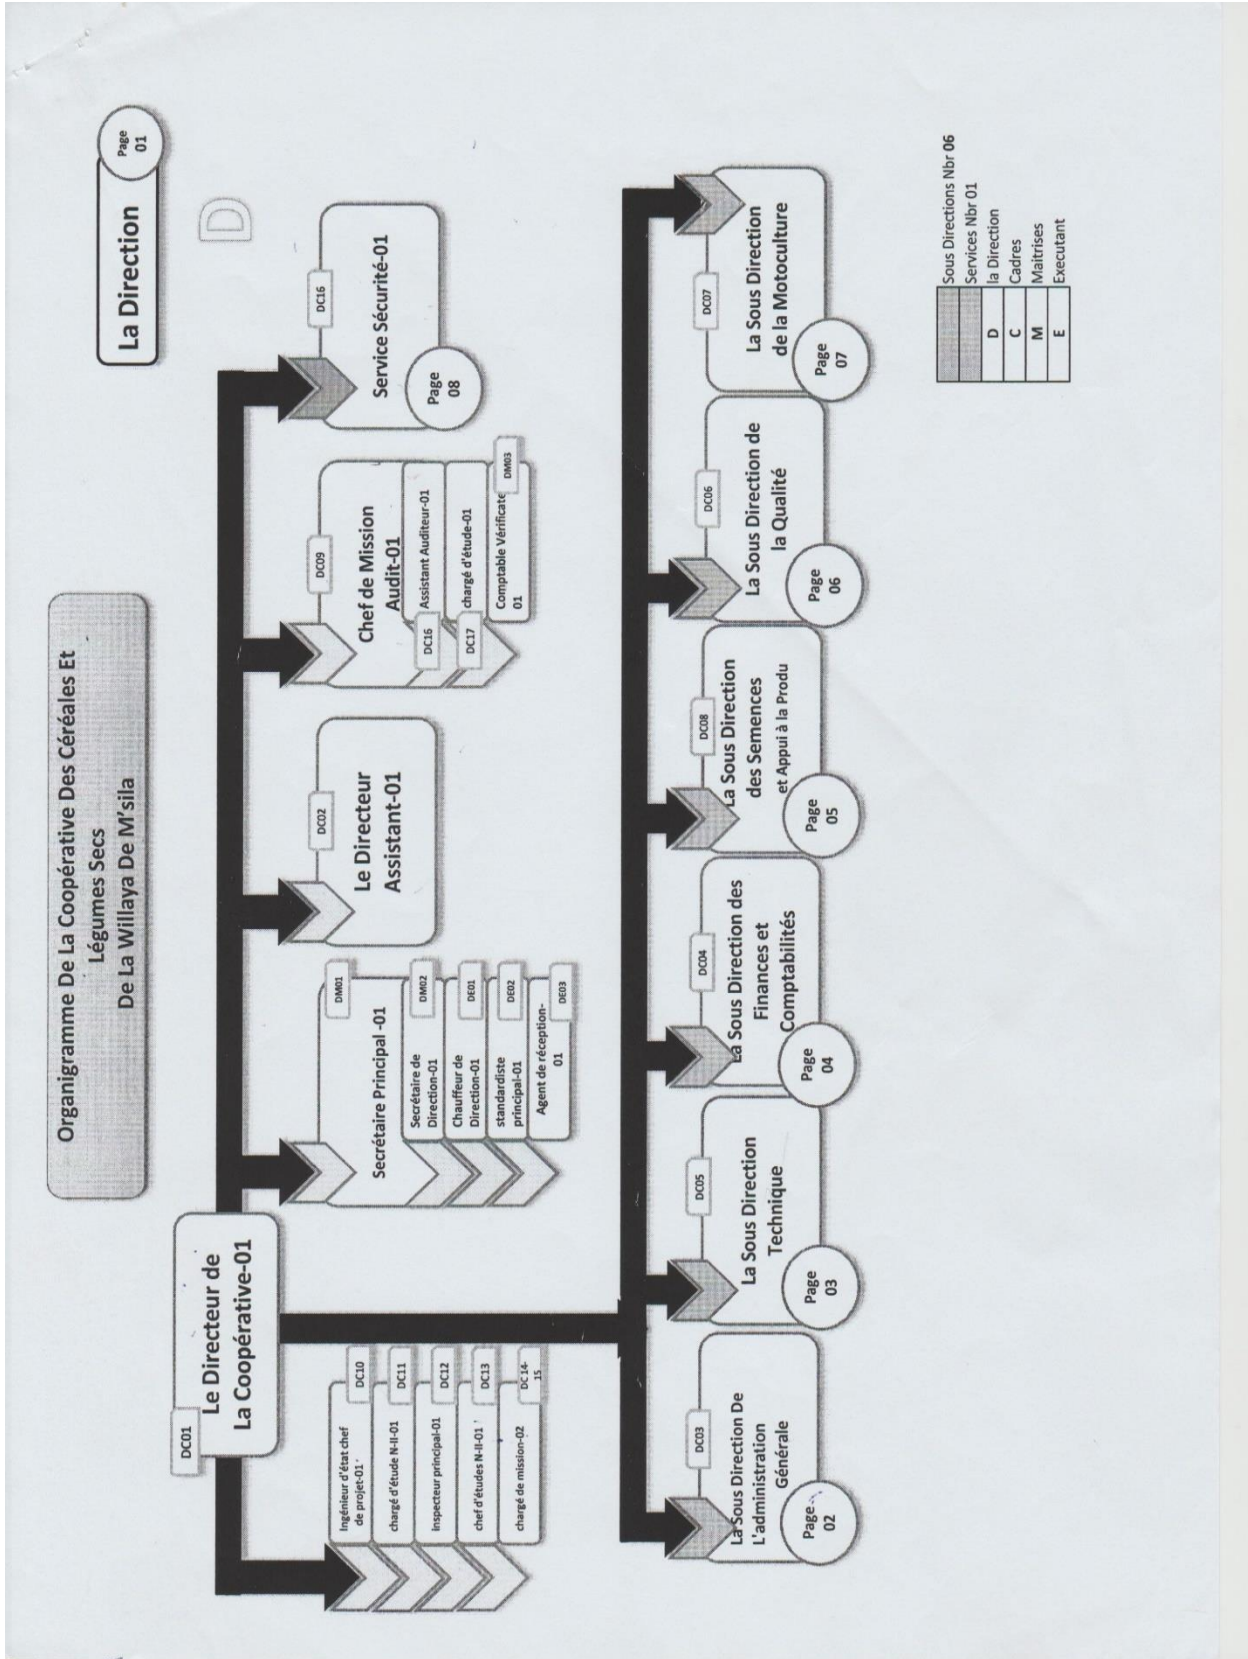 Organigramme De La Coopérative Des Céréales Et
Légumes Secs
De La Willaya De M'sila
La Direction
Page
01
D
DC01
Le Directeur de
La Coopérative-01
DC10
Ingénieur d'état chef
de projet-01
DC11
chargé d'étude N-II-01
DC12
Inspecteur principal-01
DC13
chef d'études N-II-01
DC14-
15
chargé de mission-02
DM01
Secrétaire Principal -01
DM02
Secrétaire de
Direction-01
DE01
Chauffeur de
Direction-01
DE02
standardiste
principal-01
DE03
Agent de réception-
01
DC02
Le Directeur
Assistant-01
DC09
Chef de Mission
Audit-01
DC16
Assistant Auditeur-01
DC17
chargé d'étude-01
DM03
Comptable Vérificate
01
DC16
Service Sécurité-01
Page
08
DC03
La Sous Direction De
L'administration
Générale
Page
02
DC05
La Sous Direction
Technique
Page
03
DC04
La Sous Direction des
Finances et
Comptabilités
Page
04
DC08
La Sous Direction
des Semences
et Appui à la Produ
Page
05
DC06
La Sous Direction de
la Qualité
Page
06
DC07
La Sous Direction
de la Motoculture
Page
07
Sous Directions Nbr 06
Services Nbr 01
D la Direction
C Cadres
M Maitrises
E Executant